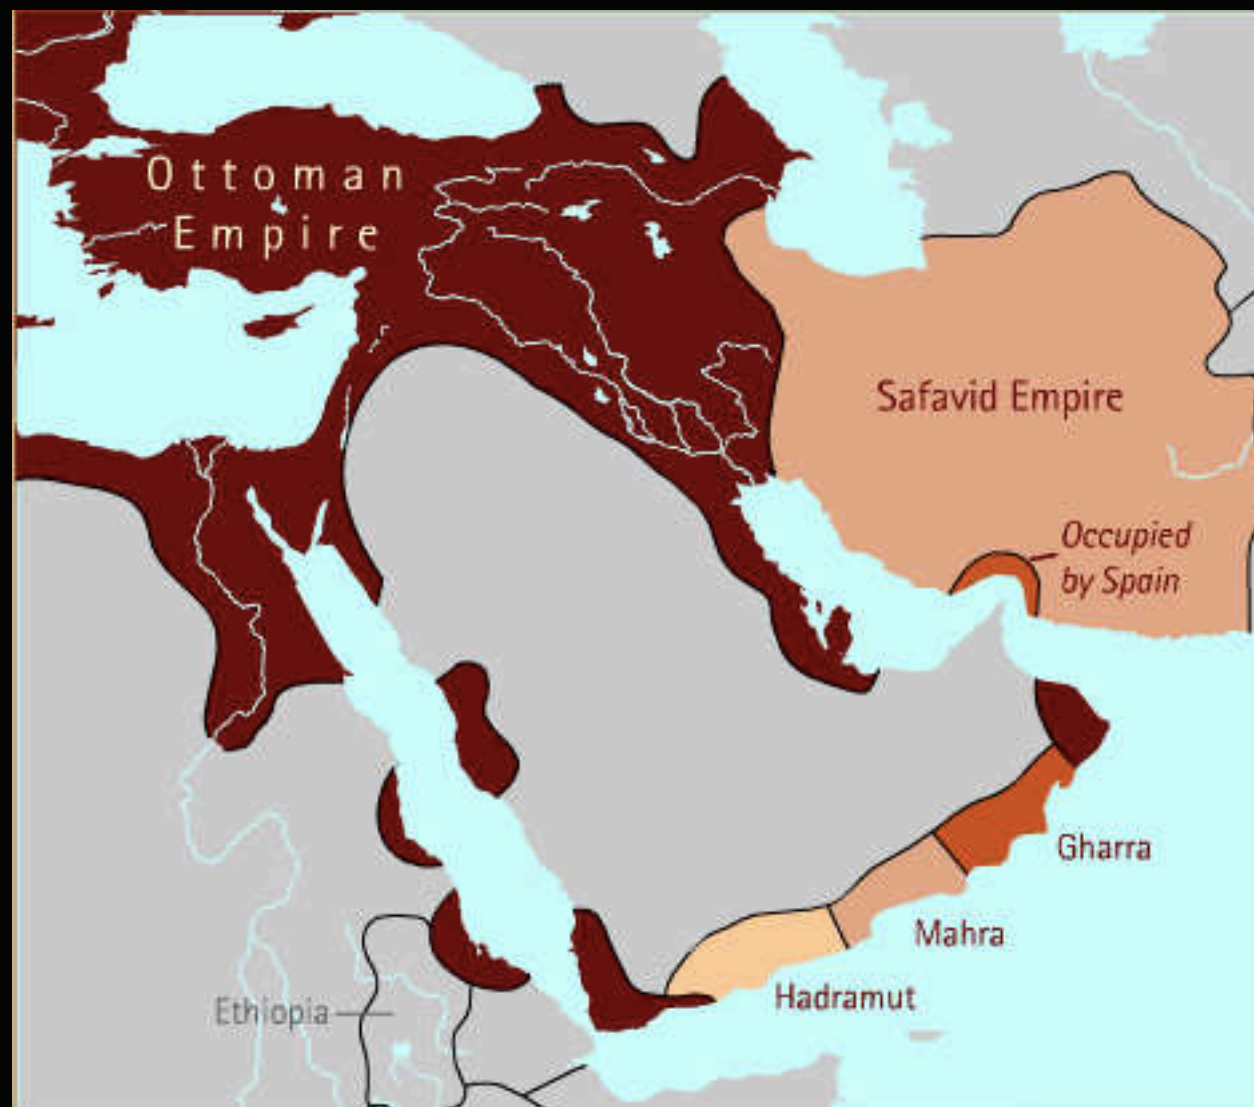 Ottoman
Empire
Safavid Empire
Occupied
by Spain
Gharra
Mahra
Hadramut
Ethiopia